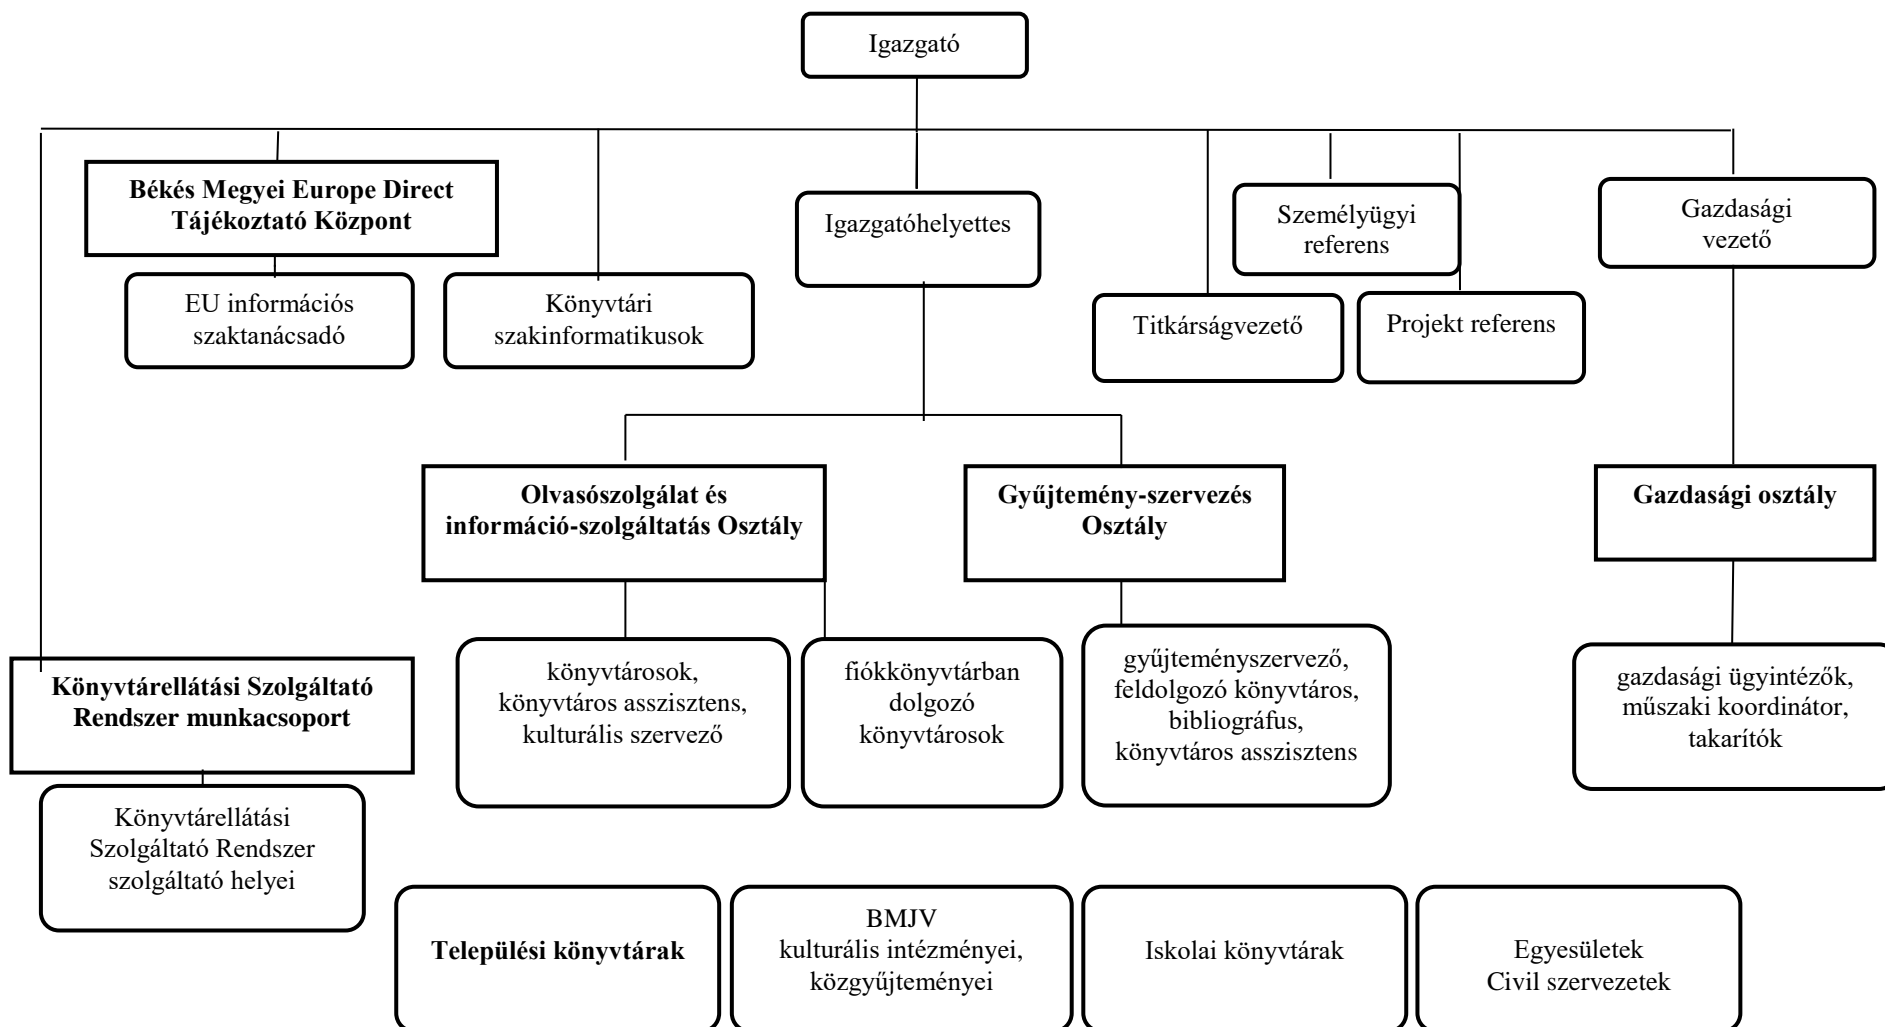 Igazgató
Békés Megyei Europe Direct
Tájékoztató Központ
Igazgatóhelyettes
Személyügyi
referens
Gazdasági
vezető
EU információs
szaktanácsadó
Könyvtári
szakinformatikusok
Titkárságvezető
Projekt referens
Olvasószolgálat és
információ-szolgáltatás Osztály
Gyűjtemény-szervezés
Osztály
Gazdasági osztály
Könyvtárellátási Szolgáltató
Rendszer munkacsoport
könyvtárosok,
könyvtáros asszisztens,
kulturális szervező
fiókkönyvtárban
dolgozó
könyvtárosok
gyűjteményszervező,
feldolgozó könyvtáros,
bibliográfus,
könyvtáros asszisztens
gazdasági ügyintézők,
műszaki koordinátor,
takarítók
Könyvtárellátási
Szolgáltató Rendszer
szolgáltató helyei
Települési könyvtárak
BMJV
kulturális intézményei,
közgyűjteményei
Iskolai könyvtárak
Egyesületek
Civil szervezetek